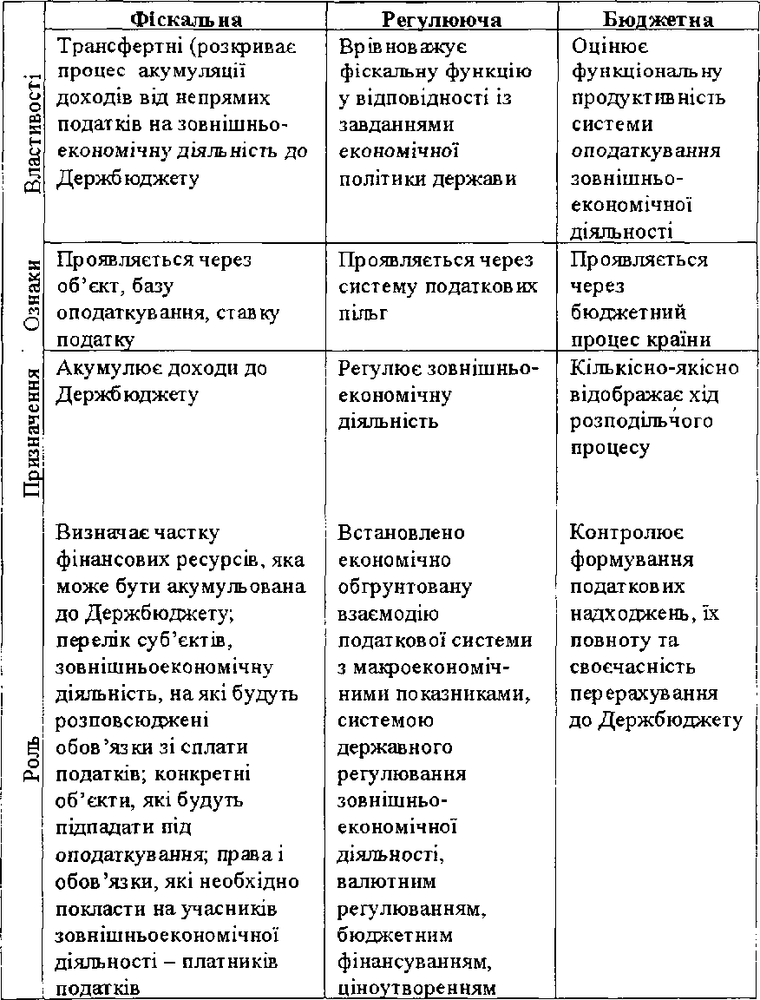 Фіскальна
Регулююча
Бюджетна
Властивості
Трансфертні (розкриває
процес акумуляції
доходів від непрямих
податків на зовнішньо-
економічну діяльність до
Держбюджету
Врівноважує
фіскальну функцію
у відповідності із
завданнями
економічної
політики держави
Оцінює
функціональну
продуктивність
системи
оподаткування
зовнішньо-
економічної
діяльності
Ознаки
Проявляється через
об’єкт, базу
оподаткування, ставку
податку
Проявляється через
систему податкових
пільг
Проявляється
через
бюджетний
процес країни
Призначення
Акумулює доходи до
Держбюджету
Регулює зовнішньо-
економічну
діяльність
Кількісно-якісно
відображає хід
розподільчого
процесу
Роль
Визначає частку
фінансових ресурсів, яка
може бути акумульована
до Держбюджету;
перелік суб’єктів,
зовнішньоекономічну
діяльність, на які будуть
розповсюджені
обов’язки зі сплати
податків; конкретні
об’єкти, які будуть
підпадати під
оподаткування; права і
обов’язки, які необхідно
покласти на учасників
зовнішньоекономічної
діяльності – платників
податків
Встановлено
економічно
обгрунтовану
взаємодію
податкової системи
з макроекономіч-
ними показниками,
системою
державного
регулювання
зовнішньо-
економічної
діяльності,
валютним
регулюванням,
бюджетним
фінансуванням,
ціноутворенням
Контролює
формування
податкових
надходжень, їх
повноту та
своєчасність
перерахування
до Держбюджету